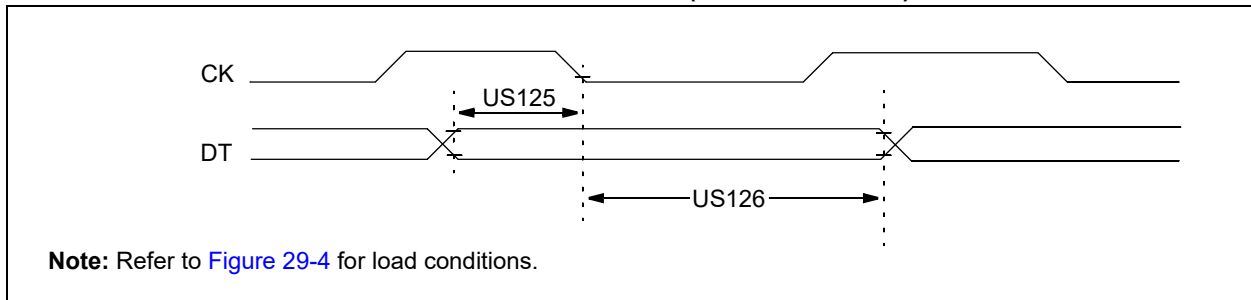 CK
US125
DT
US126
Note: Refer to Figure 29-4 for load conditions.